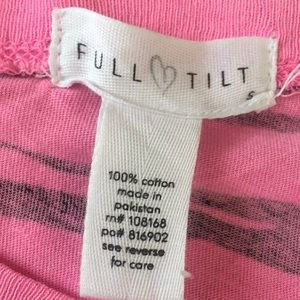 FULL TILT
S
100% cotton
made in
pakistan
rn# 108168
po# 816902
see reverse
for care